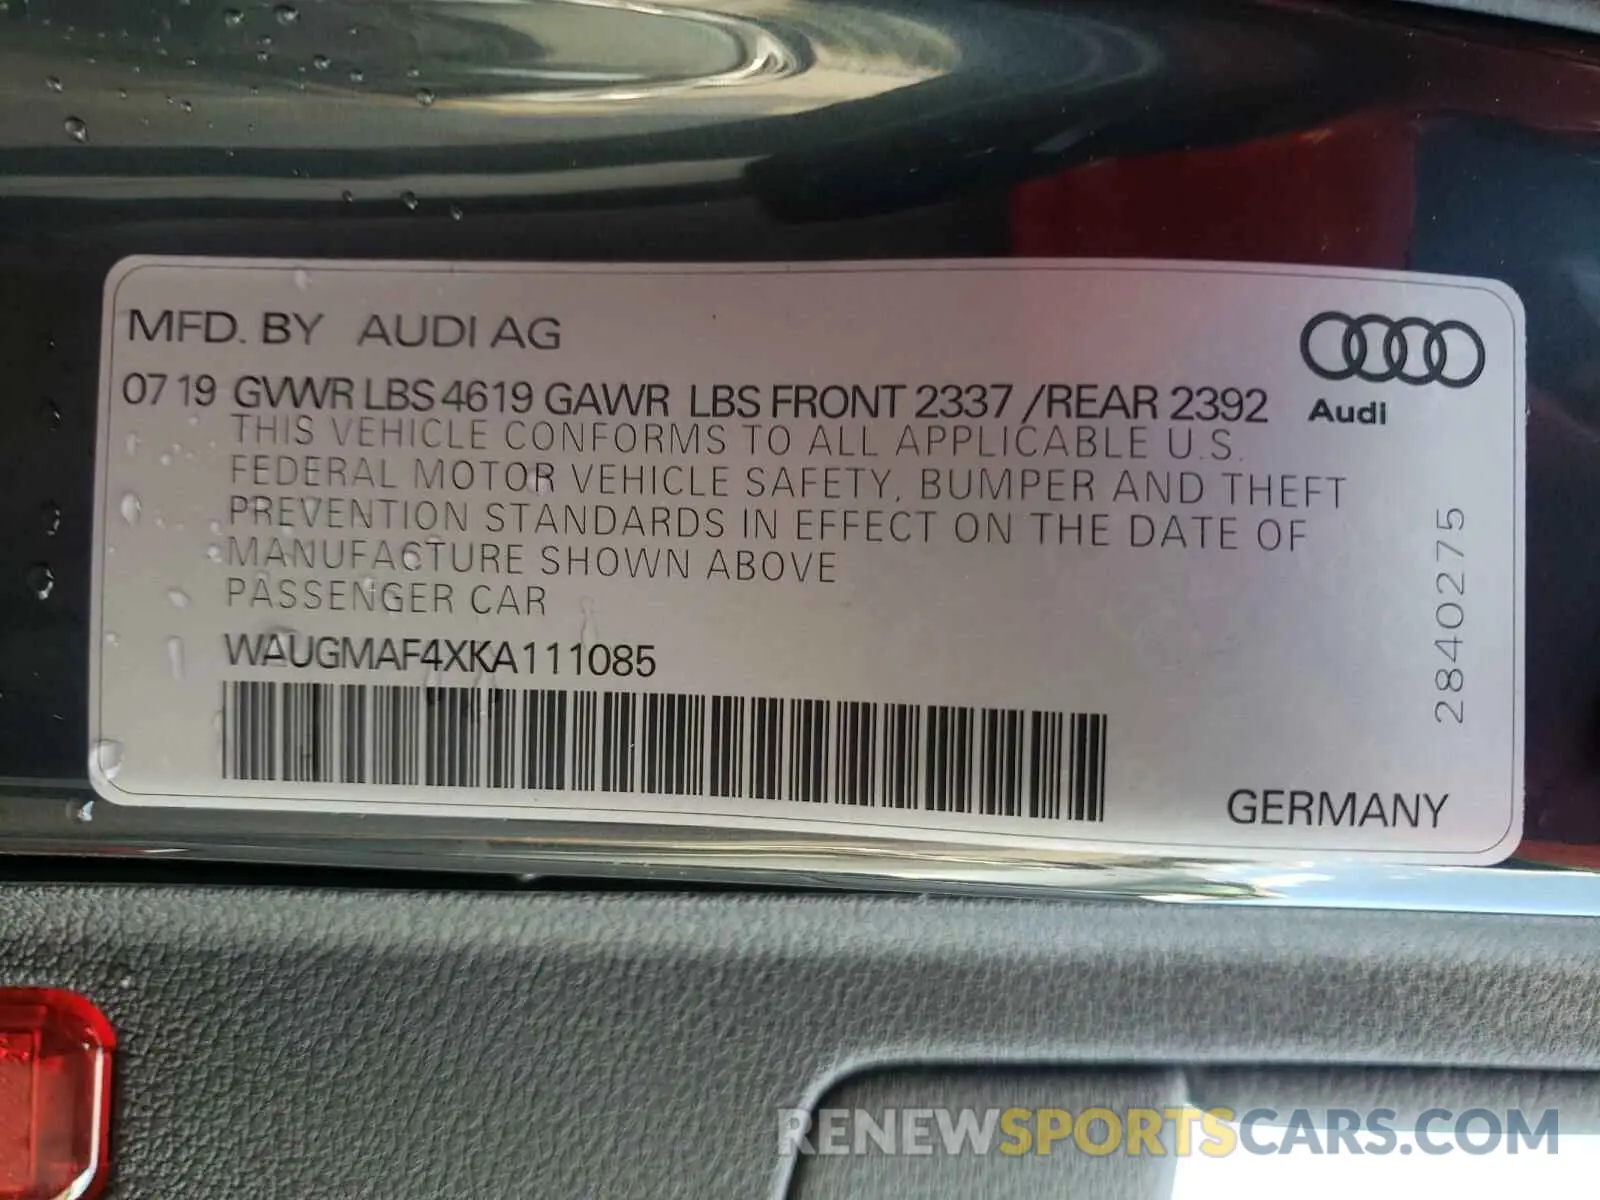 MFD. BY AUDI AG
07 19 GVWR LBS 4619 GAWR LBS FRONT 2337 /REAR 2392
Audi
THIS VEHICLE CONFORMS TO ALL APPLICABLE U.S.
FEDERAL MOTOR VEHICLE SAFETY, BUMPER AND THEFT
PREVENTION STANDARDS IN EFFECT ON THE DATE OF
MANUFACTURE SHOWN ABOVE
PASSENGER CAR
WAUGMAF4XKA111085
2840275
GERMANY
RENEWSPORTSCARS.COM